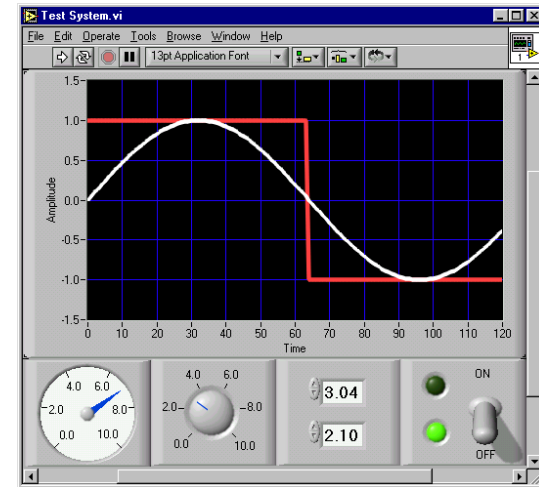 Test System.vi
File Edit Operate Tools Browse Window Help
13pt Application Font
1
1.5
1.0
0.5
0.0
-0.5
-1.0
-1.5
Amplitude
0 10 20 30 40 50 60 70 80 90 100 110 120
Time
4.0 6.0
2.0 8.0
0.0 10.0
4.0 6.0
2.0 8.0
0.0 10.0
3.04
2.10
ON
OFF